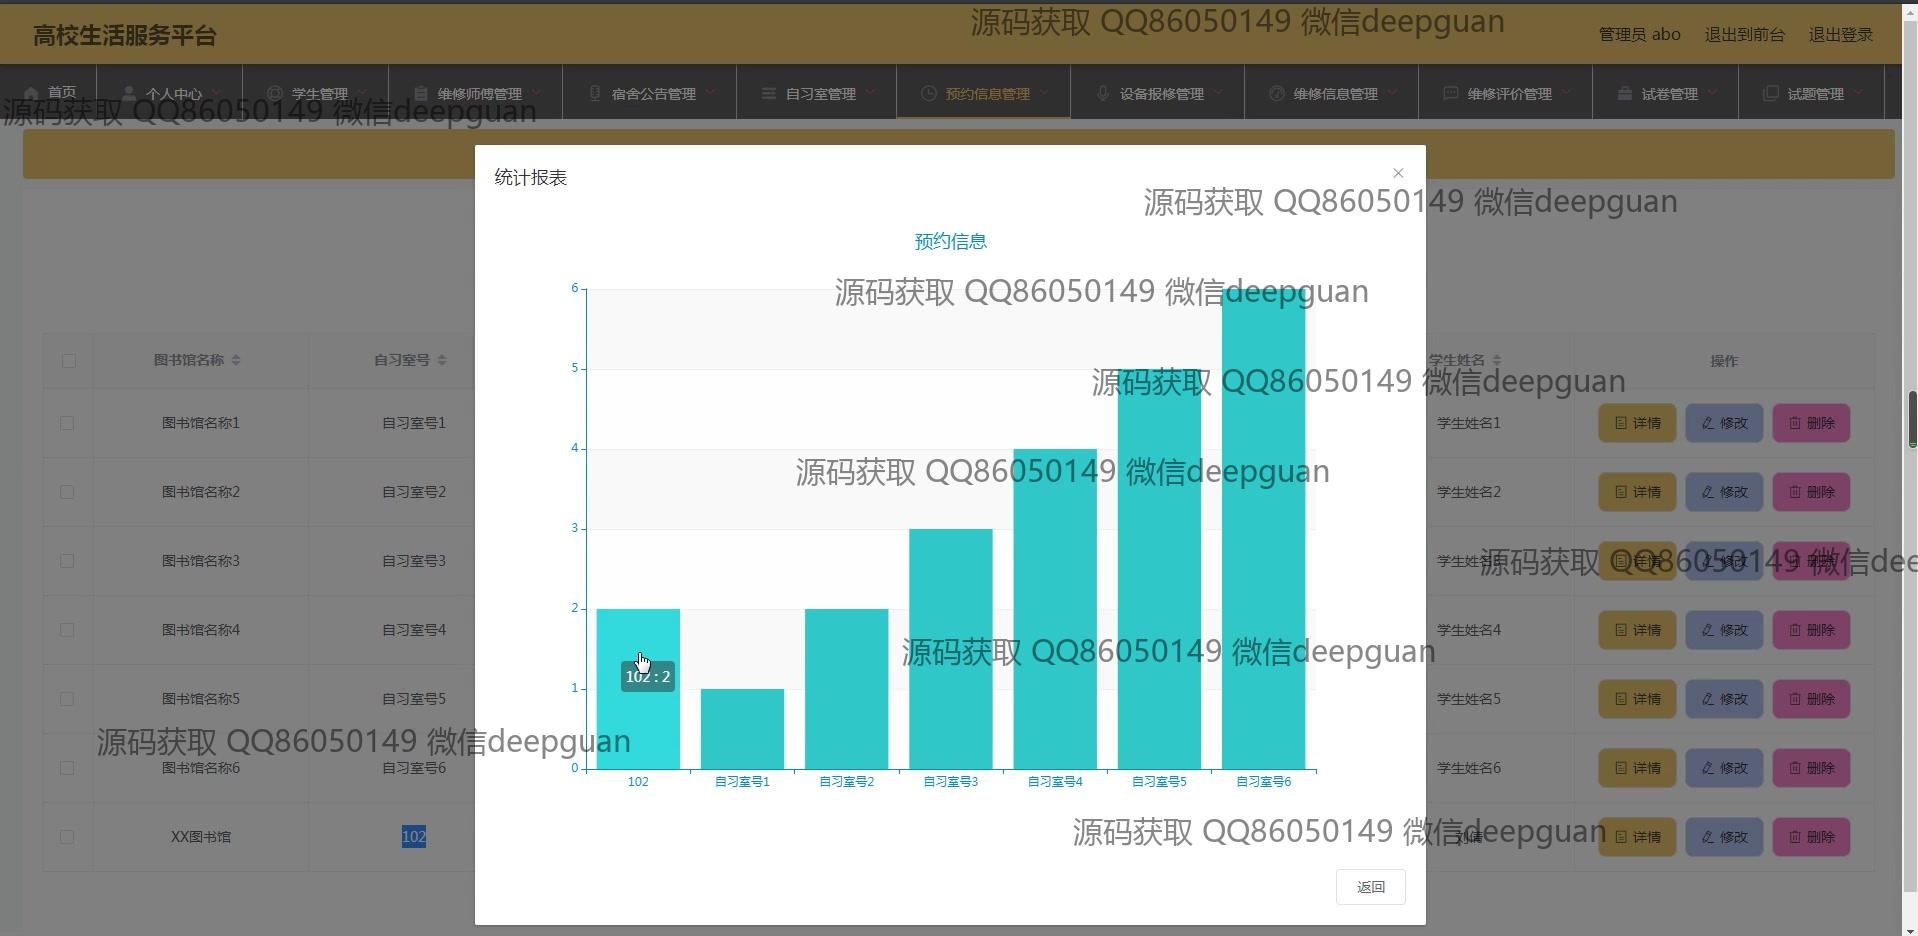 源码获取 QQ86050149 微信deepguan
高校生活服务平台
管理员 abo 退出到前台 退出登录
首页 个人中心 学生管理 维修师傅管理 宿舍公告管理 自习室管理 预约信息管理 设备报修管理 维修信息管理 维修评价管理 试卷管理 试题管理
源码获取 QQ86050149 微信deepguan
统计报表
源码获取 QQ86050149 微信deepguan
预约信息
源码获取 QQ86050149 微信deepguan
6
5
4
3
2
1
0
102:2
102 自习室号1 自习室号2 自习室号3 自习室号4 自习室号5 自习室号6
图书馆名称 自习室号 学生姓名 操作
源码获取 QQ86050149 微信deepguan
图书馆名称1 自习室号1 学生姓名1 详情 修改 删除
源码获取 QQ86050149 微信deepguan
图书馆名称2 自习室号2 学生姓名2 详情 修改 删除
图书馆名称3 自习室号3 学生姓名3 详情 修改 删除
源码获取 QQ86050149 微信dee
图书馆名称4 自习室号4 学生姓名4 详情 修改 删除
源码获取 QQ86050149 微信deepguan
图书馆名称5 自习室号5 学生姓名5 详情 修改 删除
源码获取 QQ86050149 微信deepguan
图书馆名称6 自习室号6 学生姓名6 详情 修改 删除
源码获取 QQ86050149 微信deepguan
XX图书馆 102 刘倩 详情 修改 删除
返回